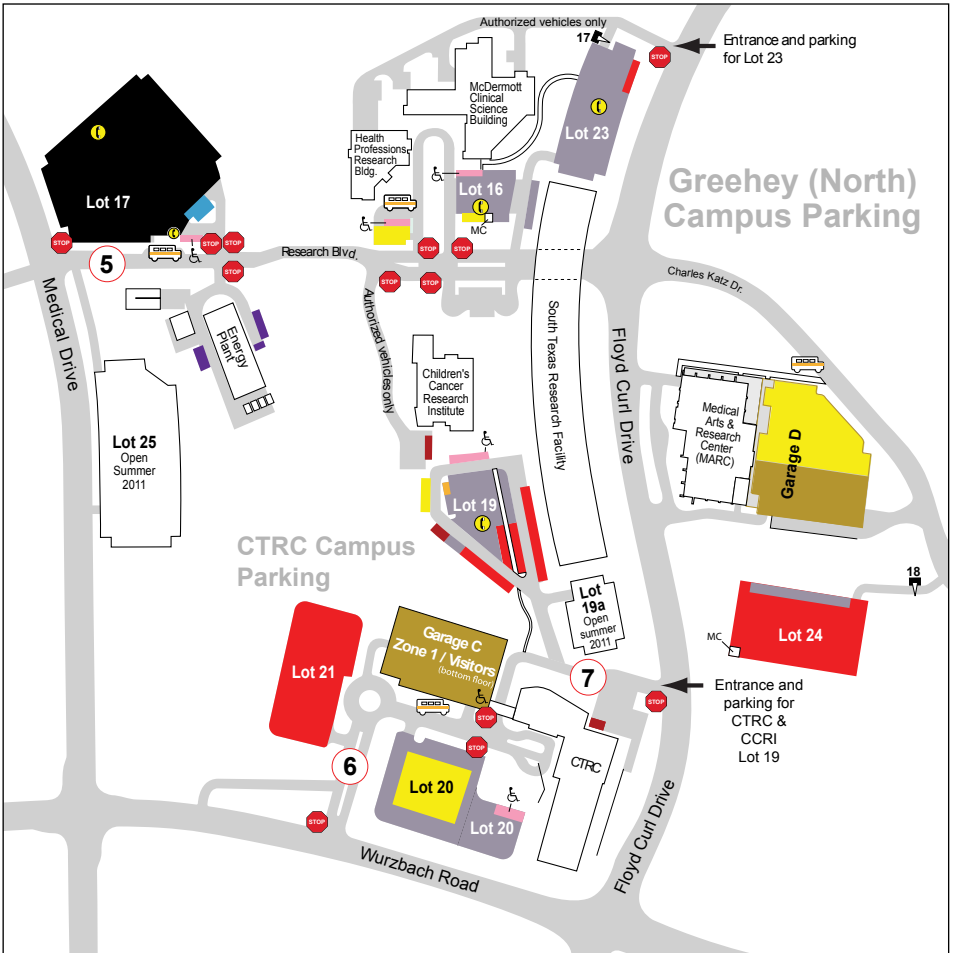 Authorized vehicles only
17
STOP
Entrance and parking
for Lot 23
McDermott
Clinical
Science
Building
Lot 23
Health
Professions
Research
Bldg.
Lot 16
MC
Greehey (North)
Campus Parking
Lot 17
STOP
STOP
STOP
STOP
STOP
STOP
5
Research Blvd.
STOP
STOP
Charles Katz Dr.
Medical Drive
Authorized vehicles only
South Texas Research Facility
Floyd Curl Drive
Energy
Plant
Children's
Cancer
Research
Institute
Medical
Arts &
Research
Center
(MARC)
Garage D
Lot 25
Open
Summer
2011
Lot 19
CTRC Campus
Parking
18
Lot
19a
Open
summer
2011
MC
Lot 24
Garage C
Zone 1 / Visitors
(bottom floor)
Lot 21
7
Entrance and
parking for
CTRC &
CCRI
Lot 19
STOP
STOP
STOP
6
CTRC
Lot 20
Lot 20
STOP
Floyd Curl Drive
Wurzbach Road